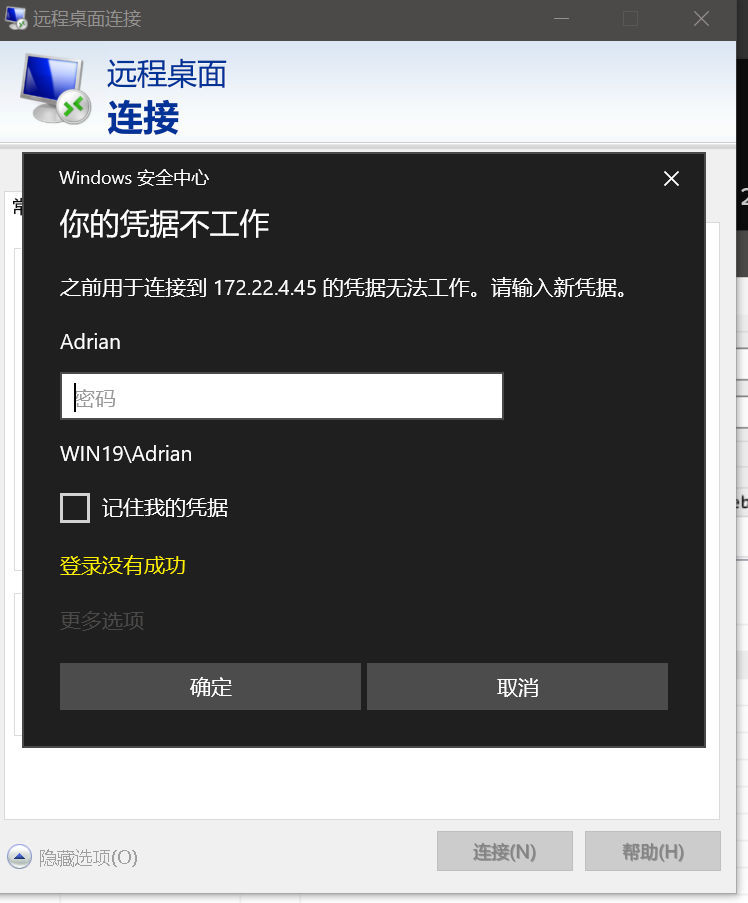 远程桌面连接
远程桌面
连接
Windows 安全中心
你的凭据不工作
之前用于连接到 172.22.4.45 的凭据无法工作。请输入新凭据。
Adrian
密码
WIN19\Adrian
记住我的凭据
登录没有成功
更多选项
确定
取消
隐藏选项(O)
连接(N)
帮助(H)